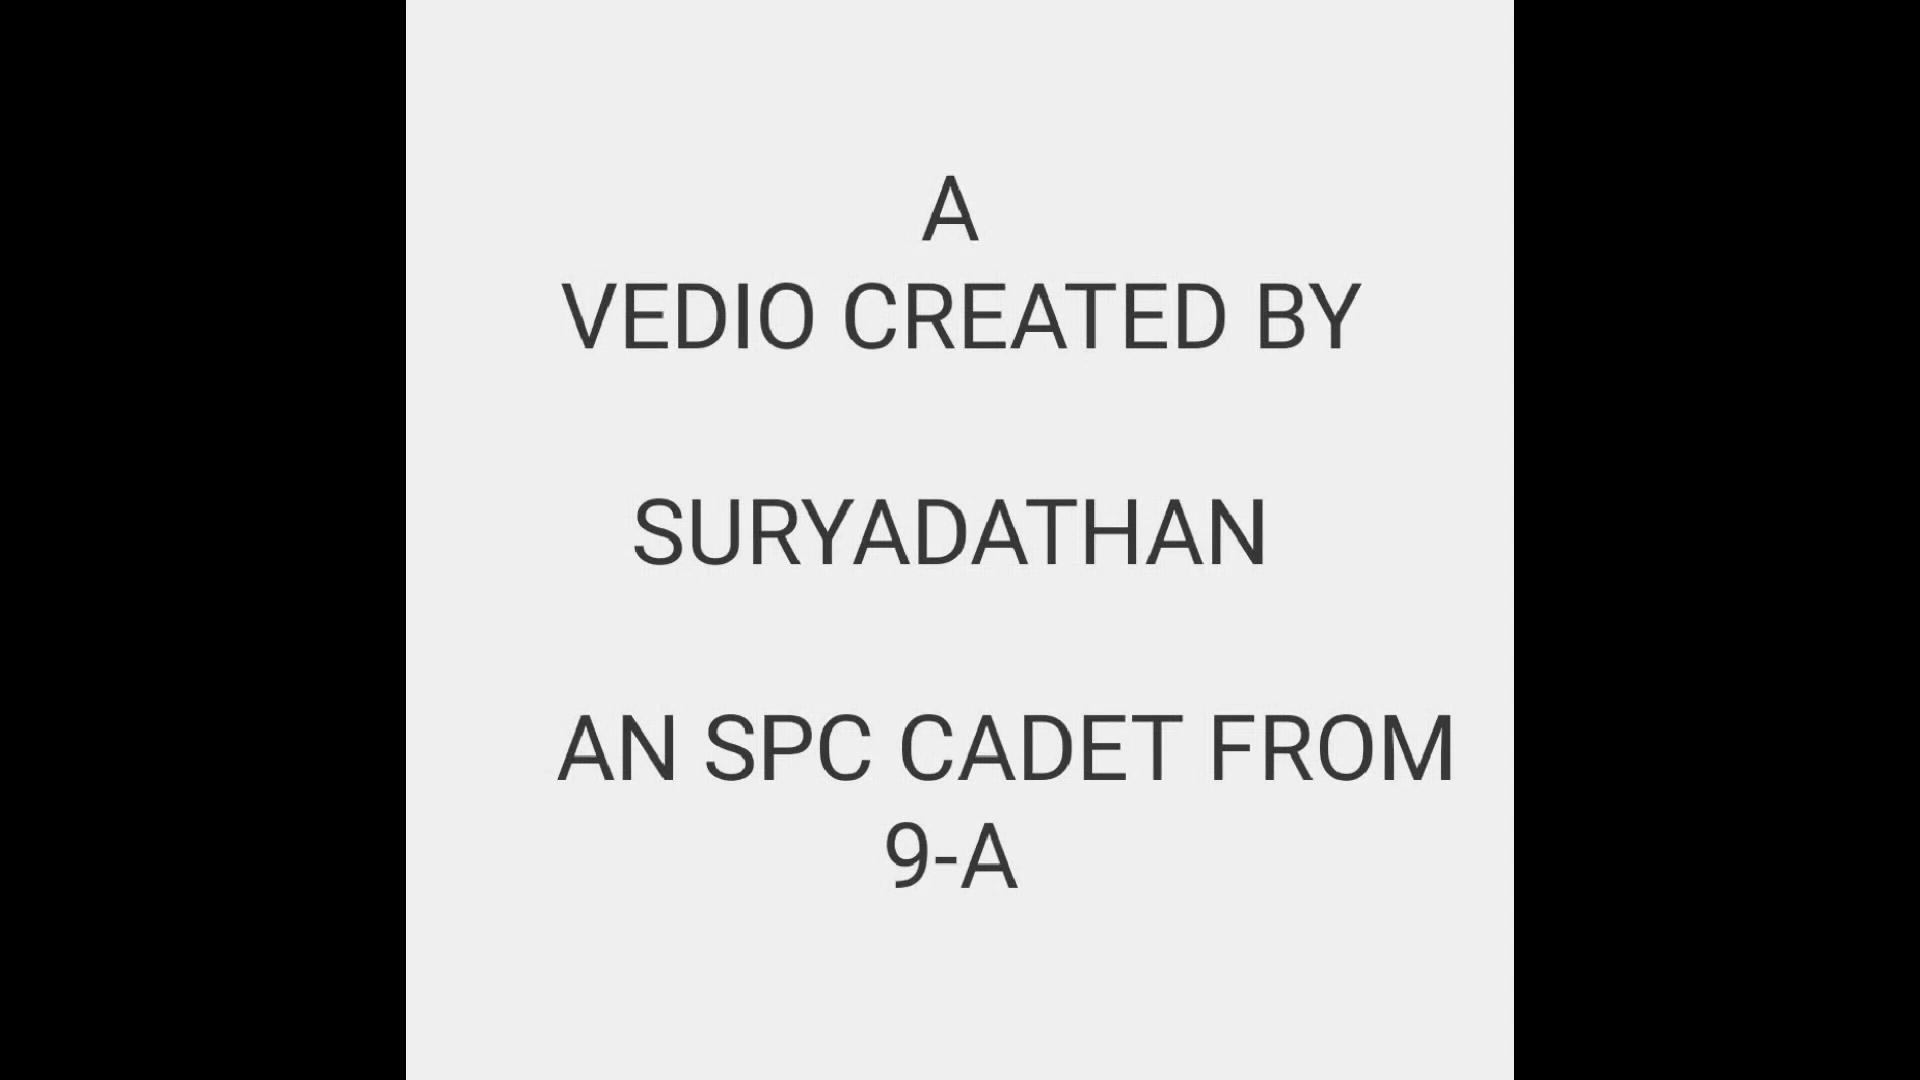 A
VEDIO CREATED BY
SURYADATHAN
AN SPC CADET FROM
9-A